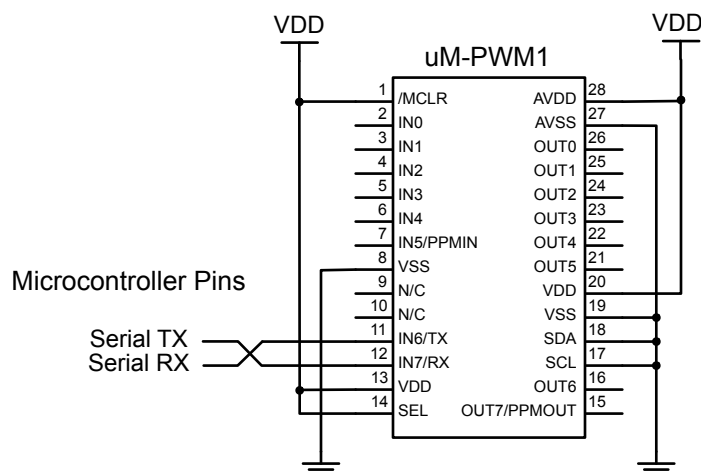 VDD
VDD
uM-PWM1
1 /MCLR AVDD 28
2 IN0 AVSS 27
3 IN1 OUT0 26
4 IN2 OUT1 25
5 IN3 OUT2 24
6 IN4 OUT3 23
7 IN5/PPMIN OUT4 22
8 VSS OUT5 21
Microcontroller Pins
9 N/C VDD 20
10 N/C VSS 19
Serial TX
11 IN6/TX SDA 18
Serial RX
12 IN7/RX SCL 17
13 VDD OUT6 16
14 SEL OUT7/PPMOUT 15